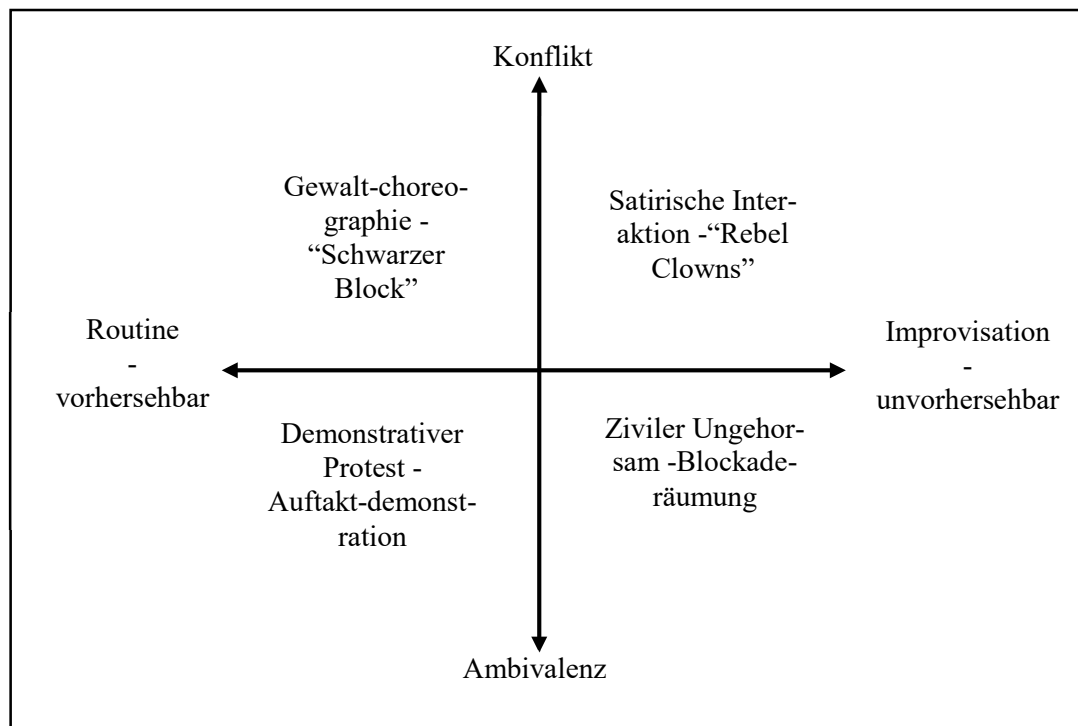 Konflikt
Gewalt-choreo-
graphie -
“Schwarzer
Block”
Satirische Inter-
aktion -“Rebel
Clowns”
Routine
-
vorhersehbar
Improvisation
-
unvorhersehbar
Demonstrativer
Protest -
Auftakt-demonst-
ration
Ziviler Ungehor-
sam -Blockade-
räumung
Ambivalenz